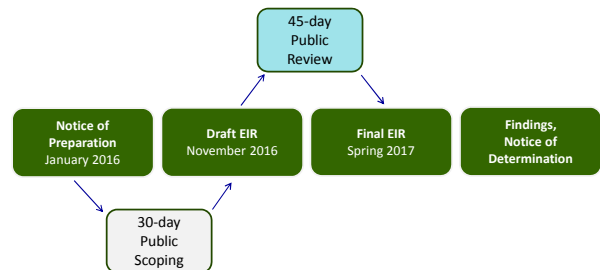 45-day
Public
Review
Notice of
Preparation
January 2016
Draft EIR
November 2016
Final EIR
Spring 2017
Findings,
Notice of
Determination
30-day
Public
Scoping